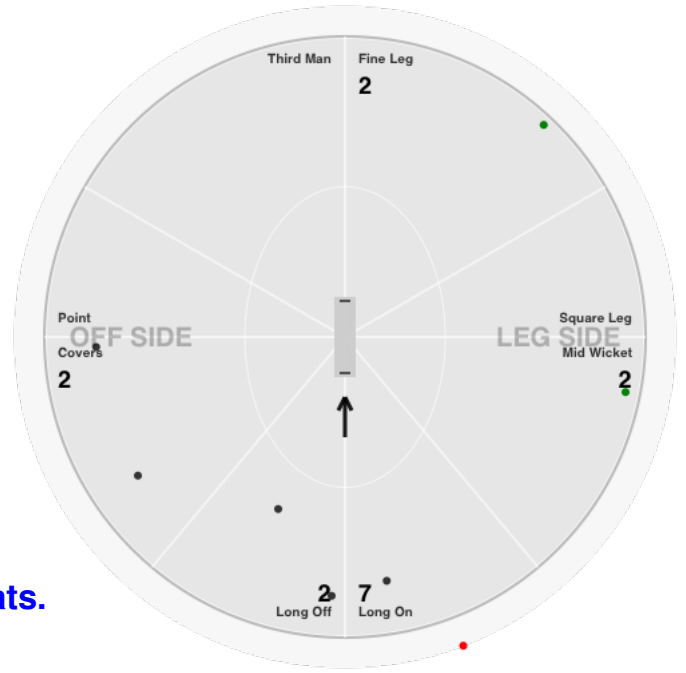 Third Man
Fine Leg
2
Point
Square Leg
OFF SIDE
LEG SIDE
Covers
Mid Wicket
2
2
2
7
ats.
Long Off
Long On